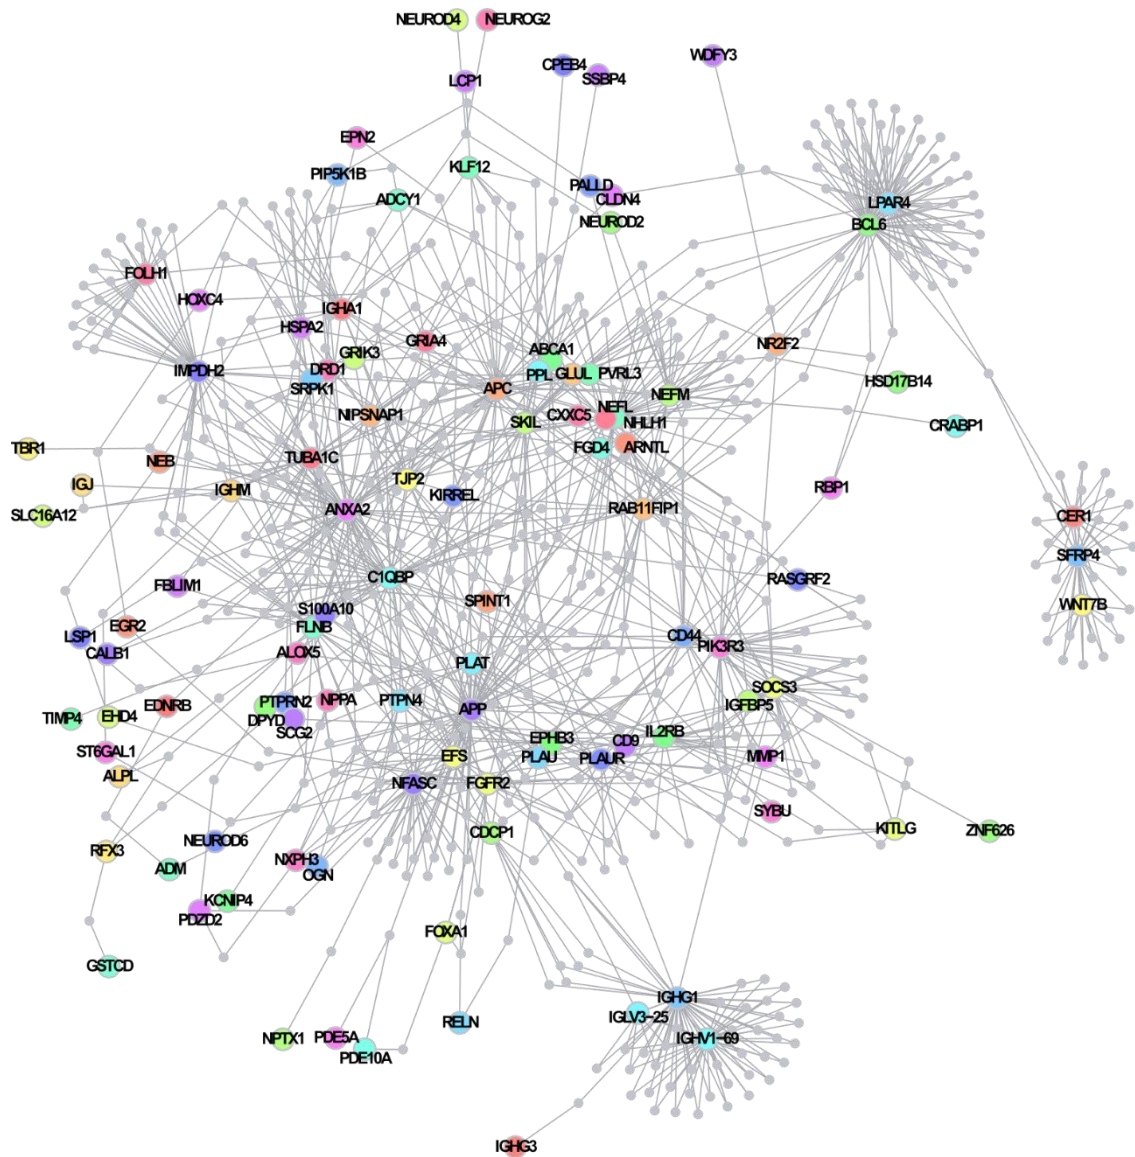 NEUROD4
NEUROG2
WDFY3
CPEB4
SSBP4
LCP1
EPN2
KLF12
PIP5K1B
PALLD
CLDN4
ADCY1
LPAR4
NEUROD2
BCL6
FOLH1
HOXC4
IGHA1
HSPA2
GRIA4
NR2F2
ABCA1
GRIK3
IMPDH2
DRD1
PPL
GLUL
PVRL3
HSD17B14
SRPK1
APC
NEFM
NIPSNAP1
CXXC5
NEFL
SKIL
NHLH1
CRABP1
TBR1
FGD4
ARNTL
NEB
TUBA1C
TJP2
IGJ
IGHM
KIRREL
RBP1
SLC16A12
ANXA2
RAB11FIP1
CER1
SFRP4
C1QBP
RASGRF2
FBLIM1
SPINT1
WNT7B
S100A10
EGR2
FLNB
LSP1
CD44
PIK3R3
CALB1
ALOX5
PLAT
SOCS3
PTPRN2
NPPA
PTPN4
IGFBP5
EDNRB
APP
TIMP4
EHD4
DPYD
SCG2
EPHB3
IL2RB
CD9
ST6GAL1
EFS
PLAU
PLAUR
MMP1
ALPL
NFASC
FGFR2
SYBU
CDCP1
KITLG
ZNF626
NEUROD6
RFX3
NXPH3
ADM
OGN
KCNIP4
PDZD2
FOXA1
GSTCD
IGHG1
IGLV3−25
RELN
NPTX1
PDE5A
IGHV1−69
PDE10A
IGHG3